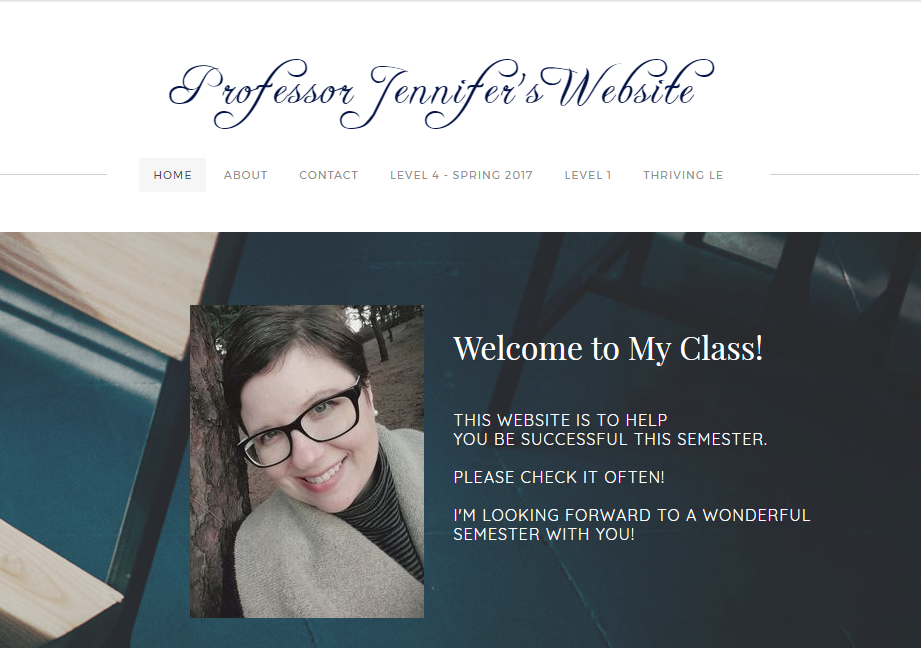 Professor Jennifer's Website
HOME ABOUT CONTACT LEVEL 4 - SPRING 2017 LEVEL 1 THRIVING LE
Welcome to My Class!
THIS WEBSITE IS TO HELP
YOU BE SUCCESSFUL THIS SEMESTER.
PLEASE CHECK IT OFTEN!
I'M LOOKING FORWARD TO A WONDERFUL
SEMESTER WITH YOU!